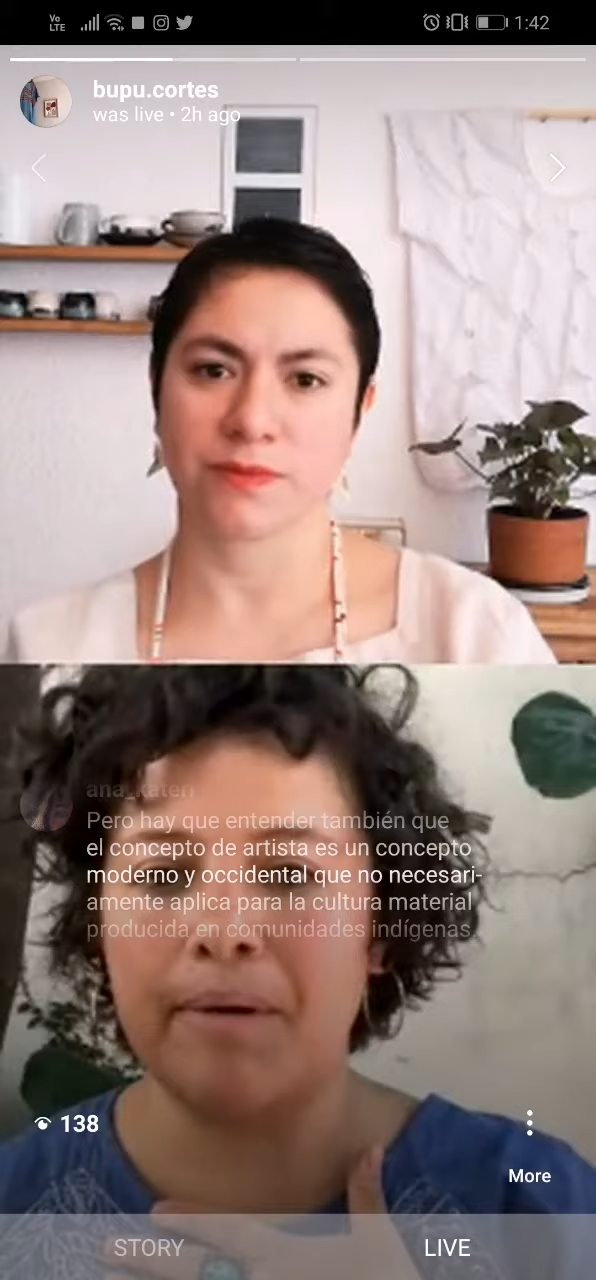 Vo
LTE
1:42
bupu.cortes
was live • 2h ago
ana_kateri
Pero hay que entender también que
el concepto de artista es un concepto
moderno y occidental que no necesari-
amente aplica para la cultura material
producida en comunidades indígenas.
138
More
STORY
LIVE